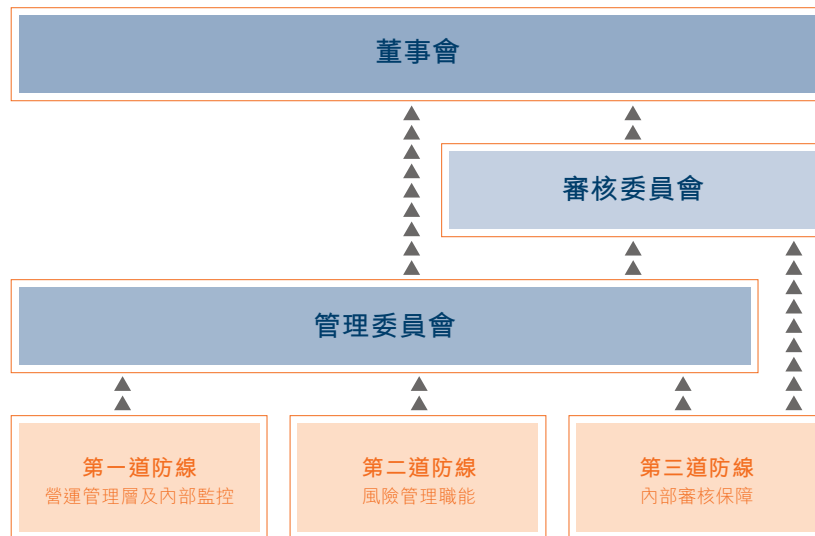 董事會
審核委員會
管理委員會
第一道防線
營運管理層及內部監控
第二道防線
風險管理職能
第三道防線
內部審核保障